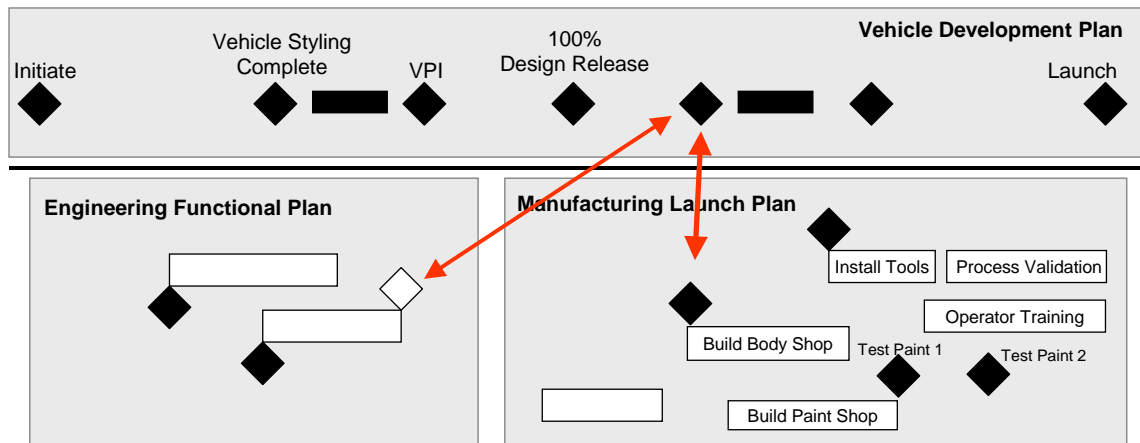 Vehicle Development Plan
Initiate
Vehicle Styling
Complete
VPI
100%
Design Release
Launch
Engineering Functional Plan
Manufacturing Launch Plan
Install Tools
Process Validation
Operator Training
Build Body Shop
Test Paint 1
Test Paint 2
Build Paint Shop